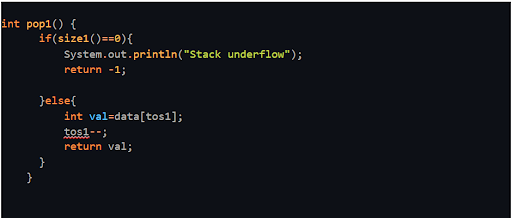 int pop1() {
if(size1()==0){
System.out.println("Stack underflow");
return -1;
}else{
int val=data[tos1];
tos1--;
return val;
}
}